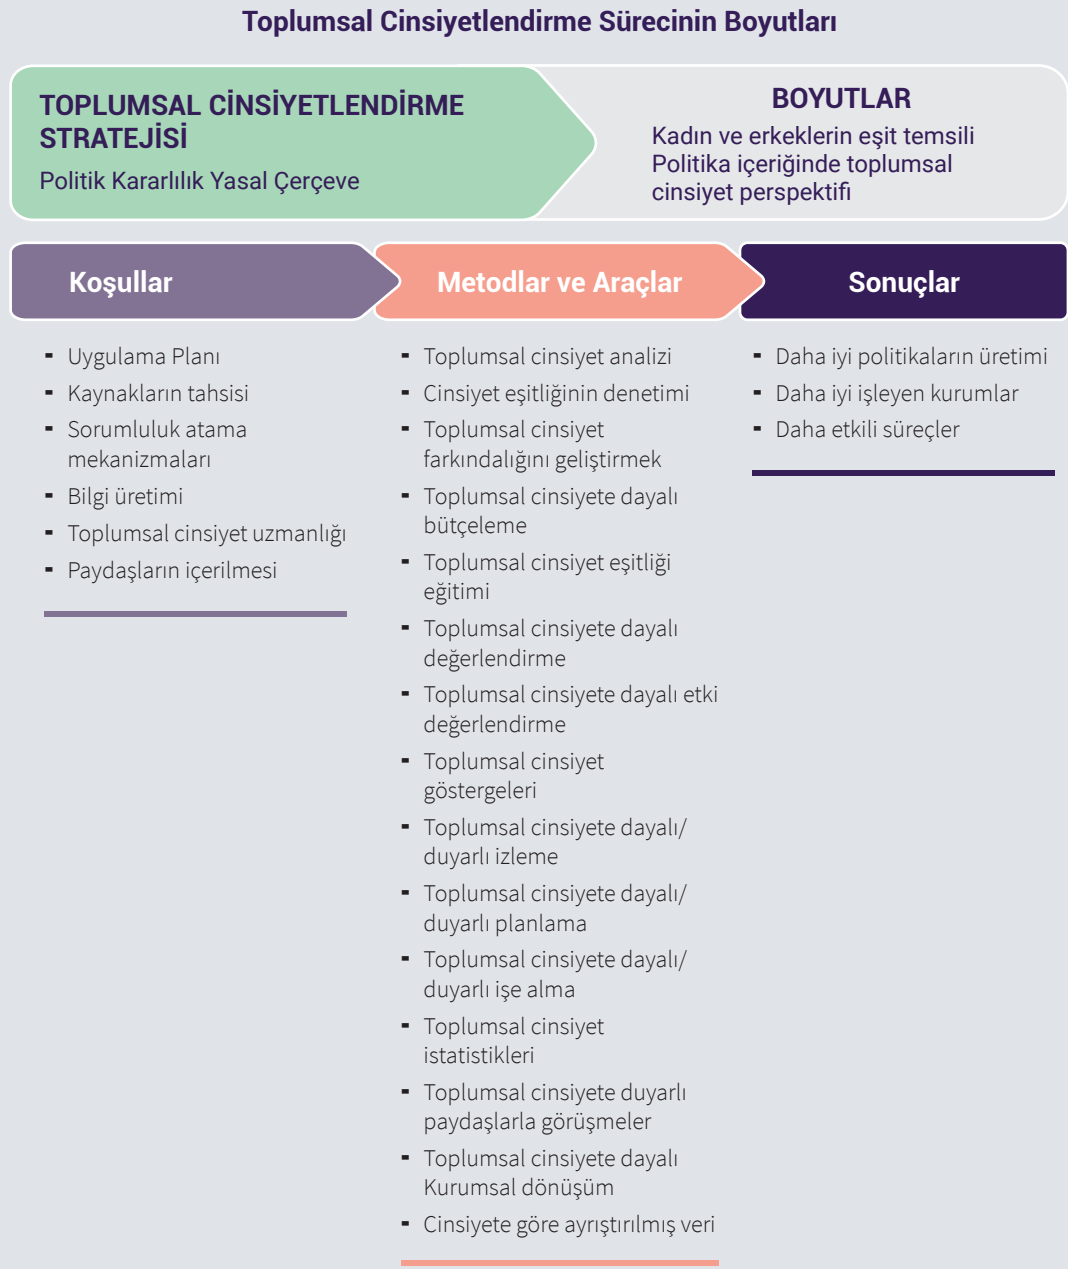 Toplumsal Cinsiyetlendirme Sürecinin Boyutları
TOPLUMSAL CİNSİYETLENDİRME
STRATEJİSİ
Politik Kararlılık Yasal Çerçeve
BOYUTLAR
Kadın ve erkeklerin eşit temsili
Politika içeriğinde toplumsal
cinsiyet perspektifi
Koşullar
- Uygulama Planı
- Kaynakların tahsisi
- Sorumluluk atama
mekanizmaları
- Bilgi üretimi
- Toplumsal cinsiyet uzmanlığı
- Paydaşların içerilmesi
Metodlar ve Araçlar
- Toplumsal cinsiyet analizi
- Cinsiyet eşitliğinin denetimi
- Toplumsal cinsiyet
farkındalığını geliştirmek
- Toplumsal cinsiyete dayalı
bütçeleme
- Toplumsal cinsiyet eşitliği
eğitimi
- Toplumsal cinsiyete dayalı
değerlendirme
- Toplumsal cinsiyete dayalı etki
değerlendirme
- Toplumsal cinsiyet
göstergeleri
- Toplumsal cinsiyete dayalı/
duyarlı izleme
- Toplumsal cinsiyete dayalı/
duyarlı planlama
- Toplumsal cinsiyete dayalı/
duyarlı işe alma
- Toplumsal cinsiyet
istatistikleri
- Toplumsal cinsiyete duyarlı
paydaşlarla görüşmeler
- Toplumsal cinsiyete dayalı
Kurumsal dönüşüm
- Cinsiyete göre ayrıştırılmış veri
Sonuçlar
- Daha iyi politikaların üretimi
- Daha iyi işleyen kurumlar
- Daha etkili süreçler